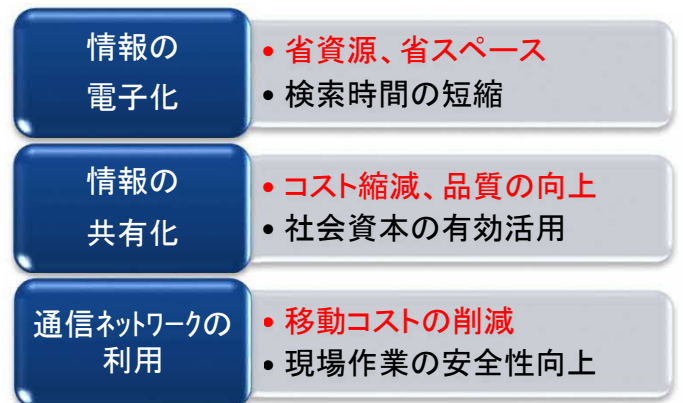 情報の
電子化
• 省資源、省スペース
• 検索時間の短縮
情報の
共有化
• コスト縮減、品質の向上
• 社会資本の有効活用
通信ﾈｯﾄﾜｰｸの
利用
• 移動コストの削減
• 現場作業の安全性向上